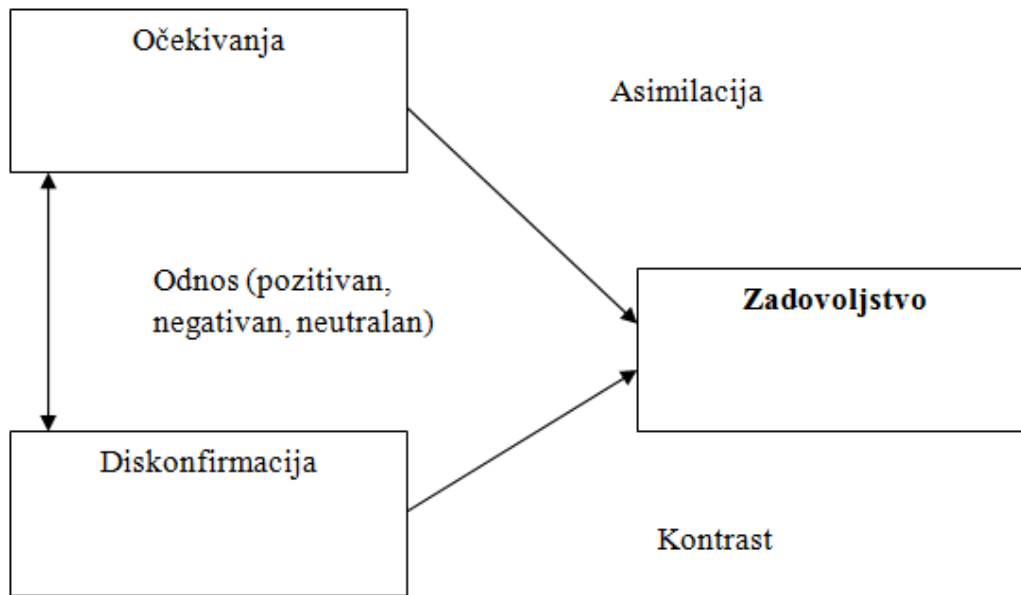 Očekivanja
Asimilacija
Odnos (pozitivan,
negativan, neutralan)
Zadovoljstvo
Diskonfirmacija
Kontrast